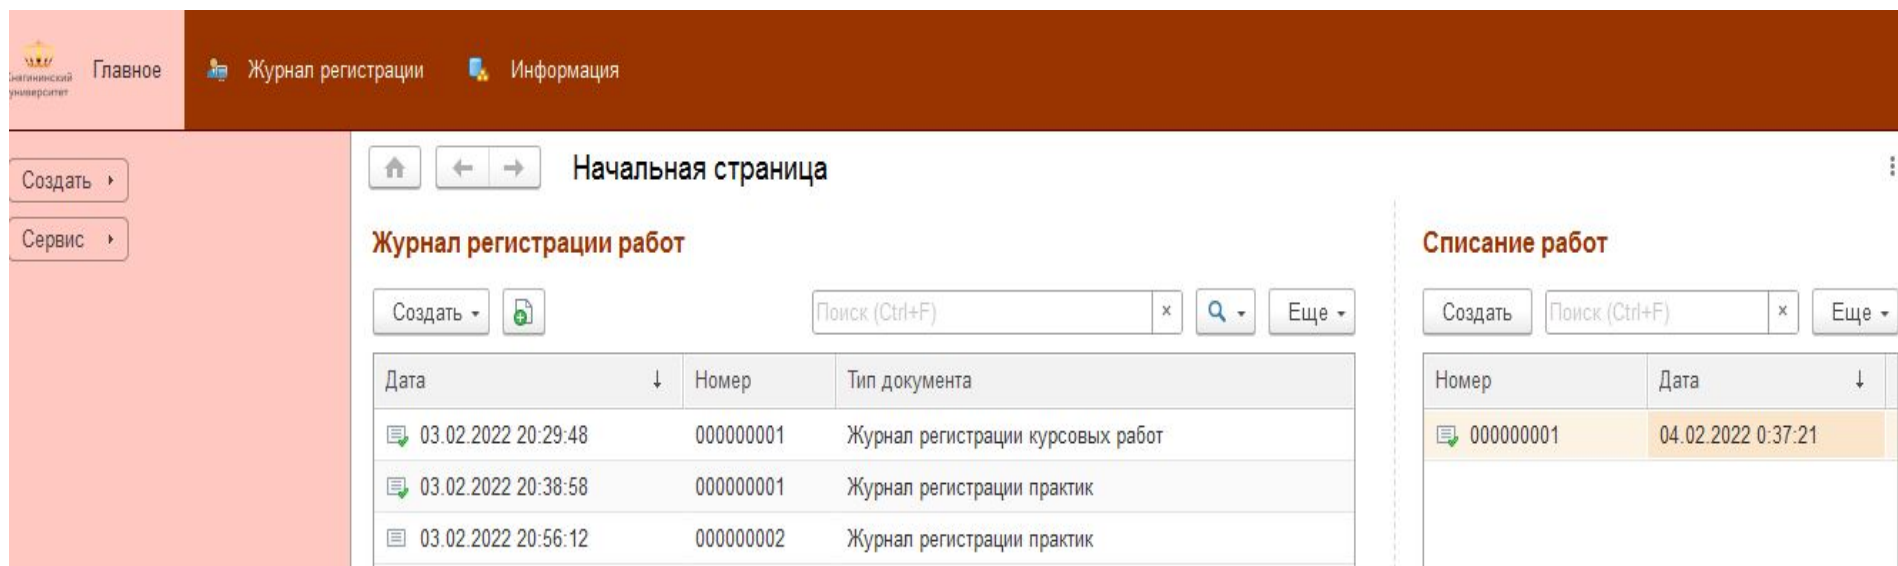 Княгининский
университет
Главное
Журнал регистрации
Информация
Создать
Сервис
Начальная страница
Журнал регистрации работ
Создать
Поиск (Ctrl+F)
×
Еще
Дата ↓ Номер Тип документа
03.02.2022 20:29:48 000000001 Журнал регистрации курсовых работ
03.02.2022 20:38:58 000000001 Журнал регистрации практик
03.02.2022 20:56:12 000000002 Журнал регистрации практик
Списание работ
Создать
Поиск (Ctrl+F)
×
Еще
Номер Дата ↓
000000001 04.02.2022 0:37:21